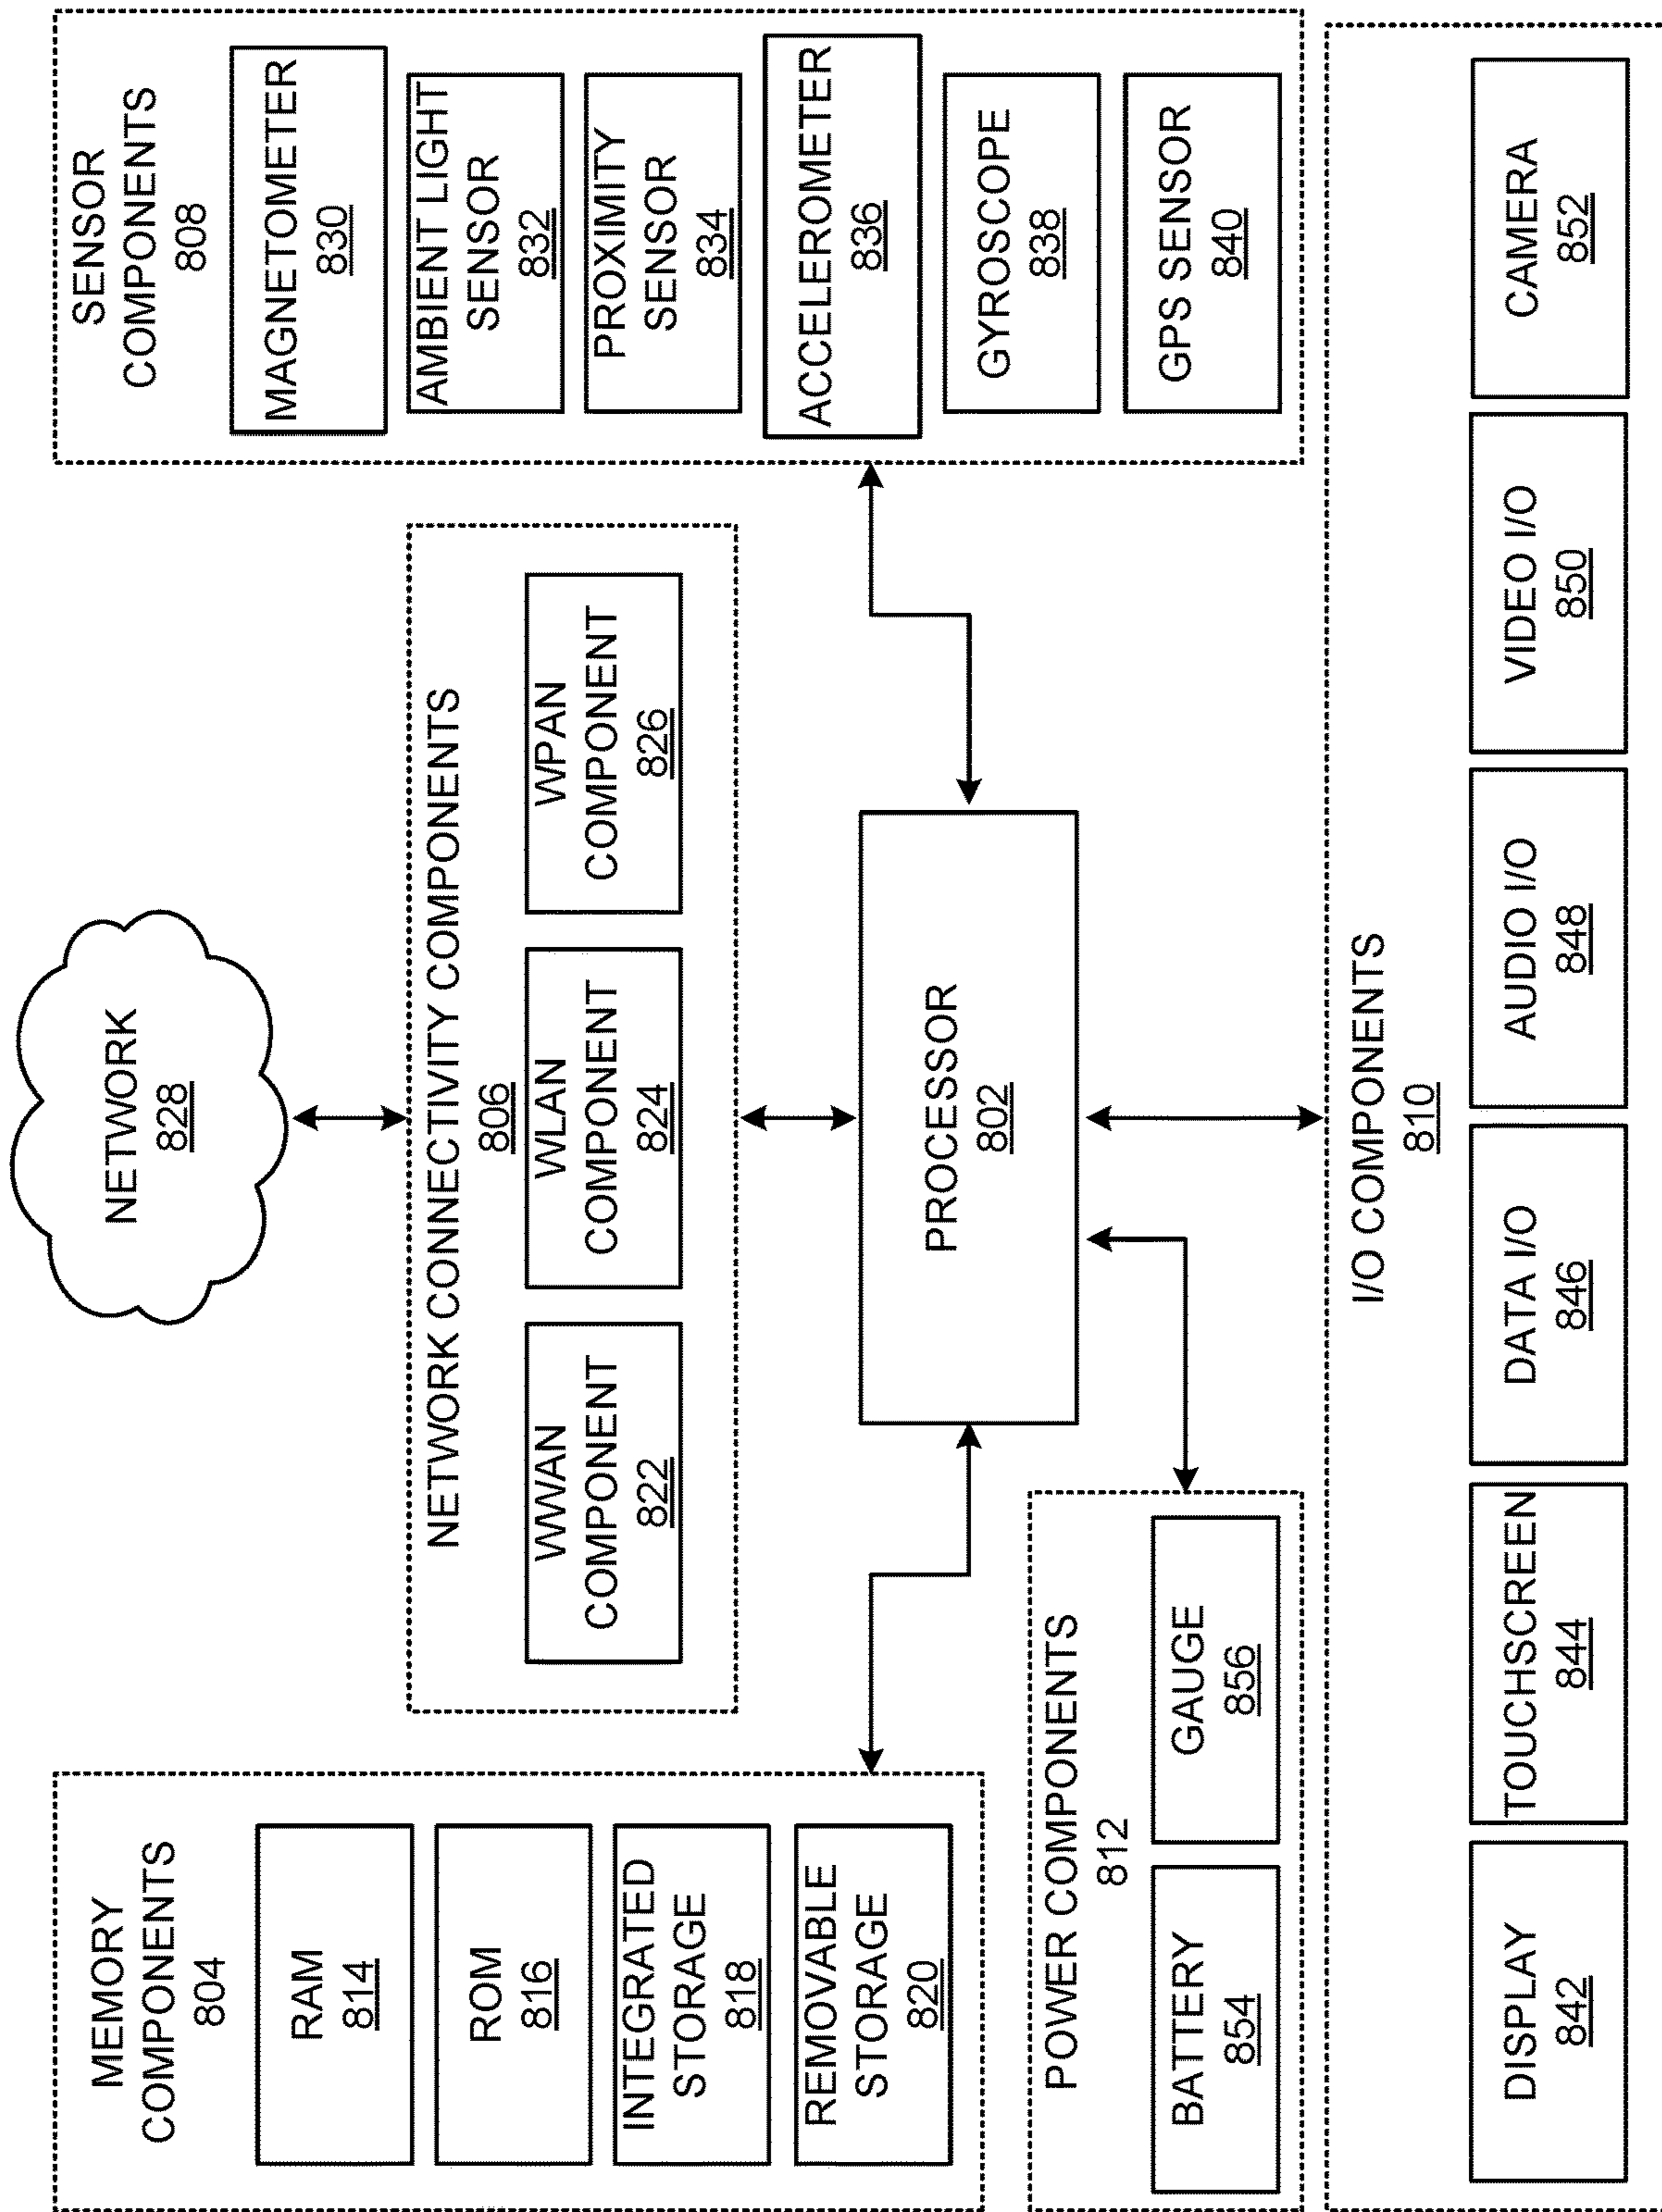 NETWORK
828
MEMORY
COMPONENTS
804
RAM
814
ROM
816
INTEGRATED
STORAGE
818
REMOVABLE
STORAGE
820
NETWORK CONNECTIVITY COMPONENTS
806
WWAN
COMPONENT
822
WLAN
COMPONENT
824
WPAN
COMPONENT
826
SENSOR
COMPONENTS
808
MAGNETOMETER
830
AMBIENT LIGHT
SENSOR
832
PROXIMITY
SENSOR
834
ACCELEROMETER
836
GYROSCOPE
838
GPS SENSOR
840
PROCESSOR
802
POWER COMPONENTS
812
BATTERY
854
GAUGE
856
I/O COMPONENTS
810
DISPLAY
842
TOUCHSCREEN
844
DATA I/O
846
AUDIO I/O
848
VIDEO I/O
850
CAMERA
852